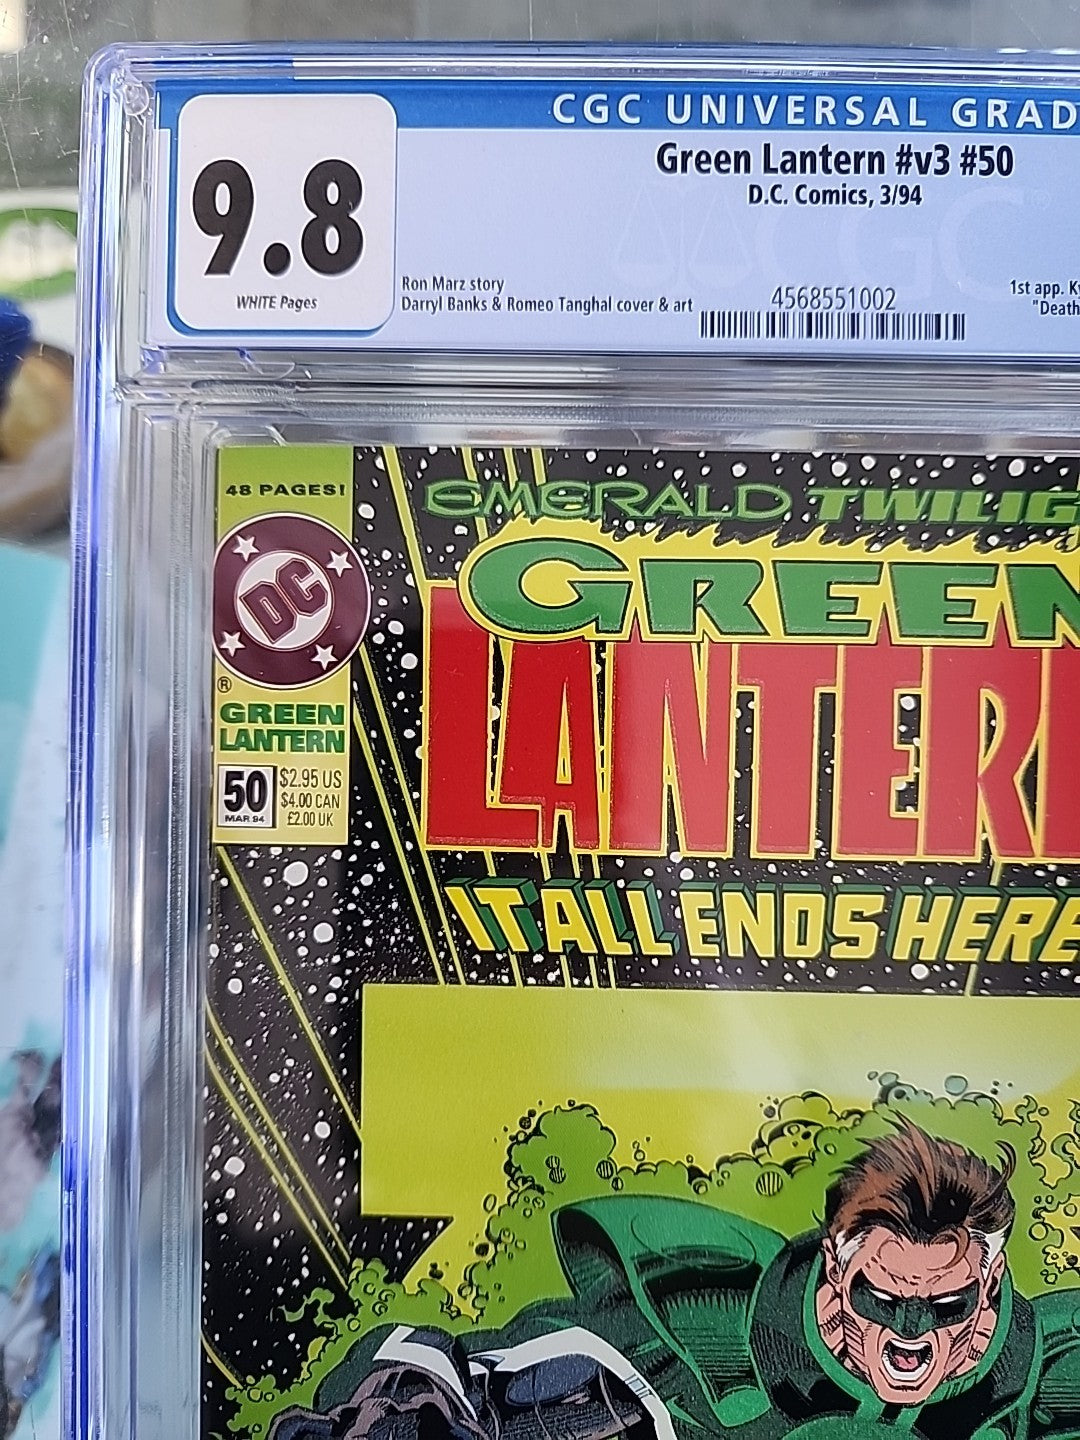 CGC UNIVERSAL GRAD
9.8
WHITE Pages
Green Lantern #v3 #50
D.C. Comics, 3/94
Ron Marz story
Darryl Banks & Romeo Tanghal cover & art
4568551002
1st app. K
"Death
CGC
48 PAGES!
DC
®
GREEN
LANTERN
50
MAR 94
$2.95 US
$4.00 CAN
£2.00 UK
EMERALD TWILIG
GREEN
LANTER
IT ALL ENDS HERE